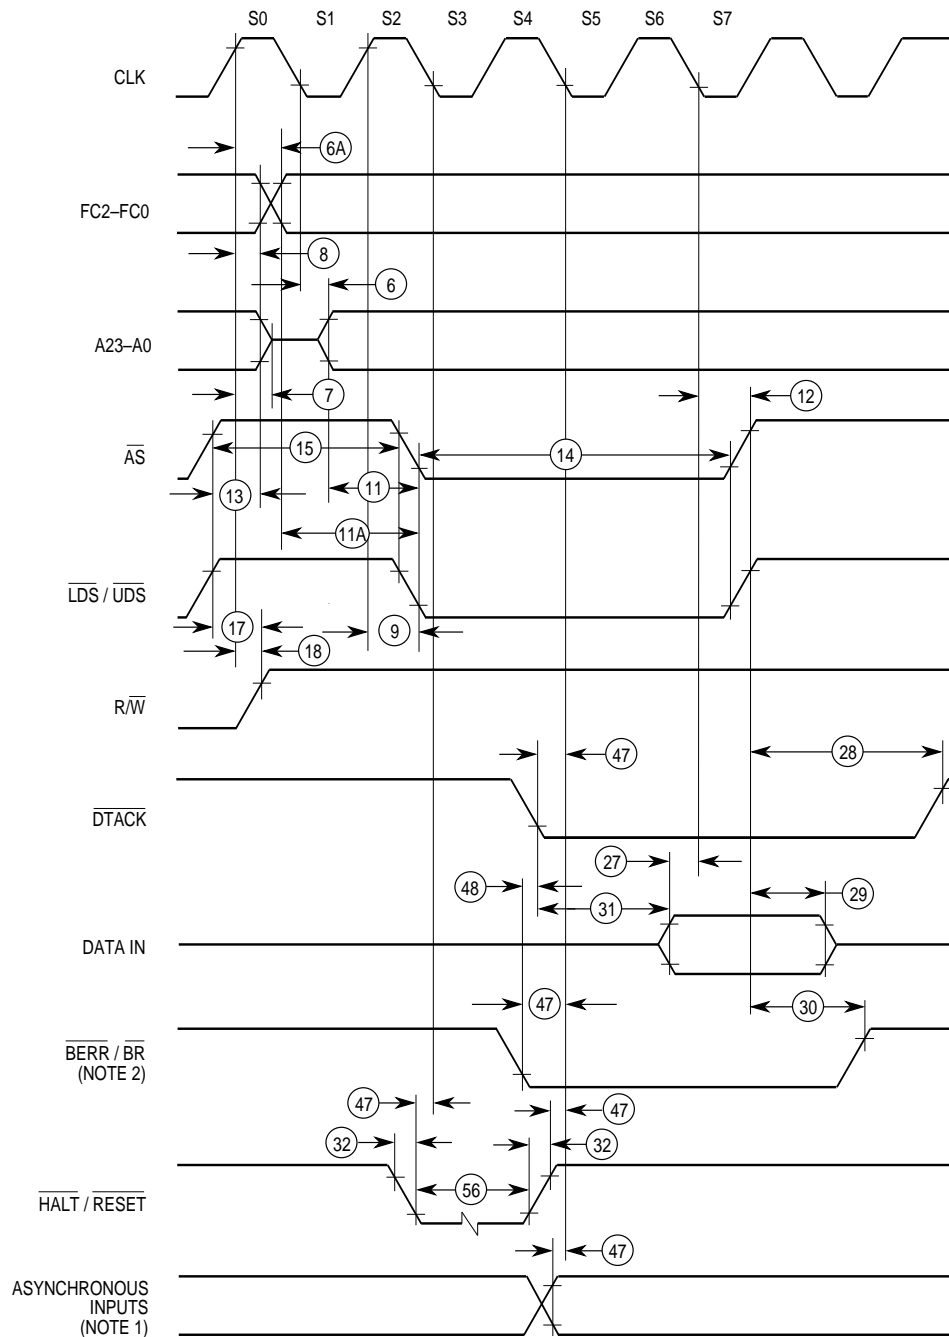 S0 S1 S2 S3 S4 S5 S6 S7
CLK
6A
FC2–FC0
8
6
A23–A0
7
12
AS
15
14
13
11
11A
LDS / UDS
17
9
18
R/W
47
28
DTACK
27
48
31
29
DATA IN
47
30
BERR / BR
(NOTE 2)
47
47
32
32
HALT / RESET
56
47
ASYNCHRONOUS
INPUTS
(NOTE 1)